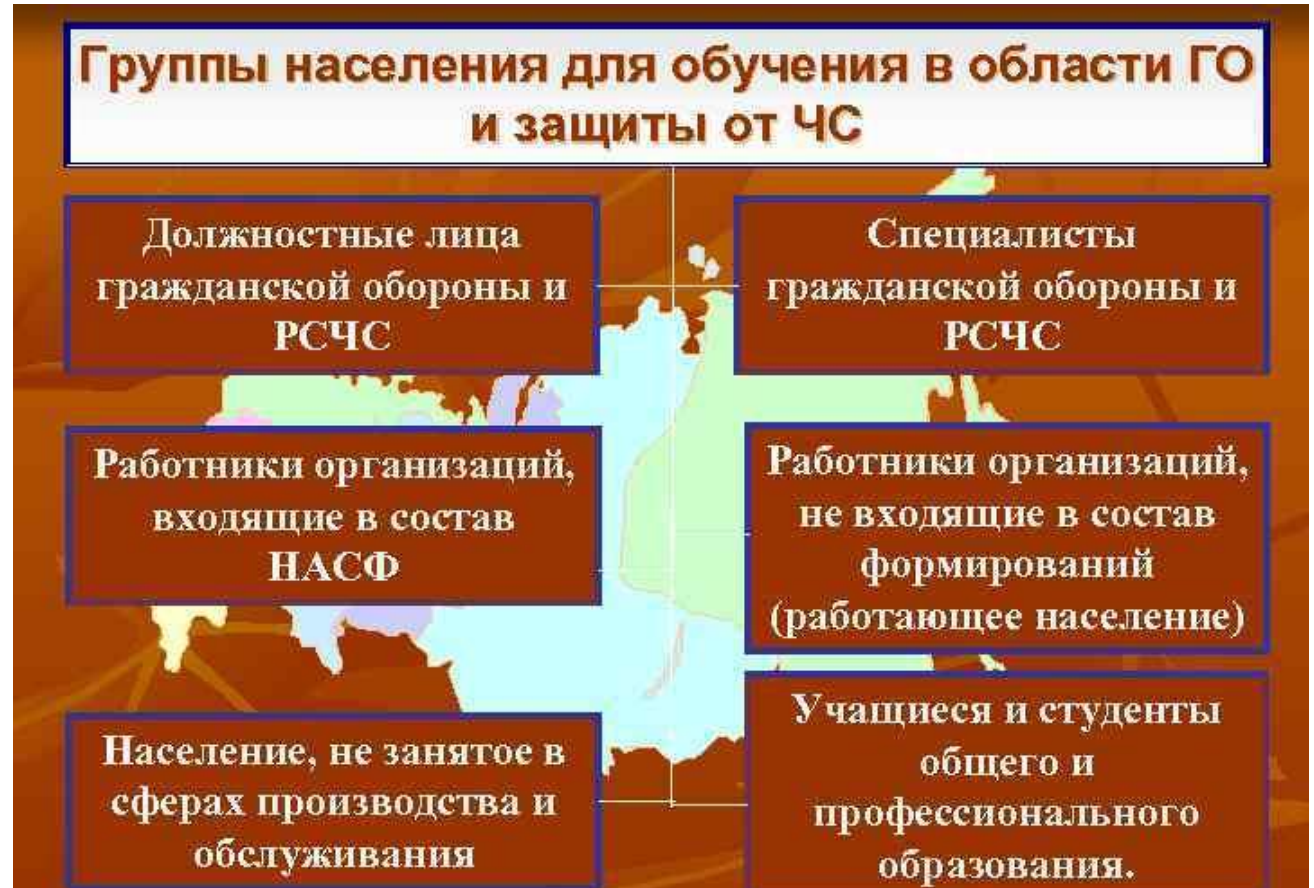 Группы населения для обучения в области ГО
и защиты от ЧС
Должностные лица
гражданской обороны и
РСЧС
Специалисты
гражданской обороны и
РСЧС
Работники организаций,
входящие в состав
НАСФ
Работники организаций,
не входящие в состав
формирований
(работающее население)
Население, не занятое в
сферах производства и
обслуживания
Учащиеся и студенты
общего и
профессионального
образования.